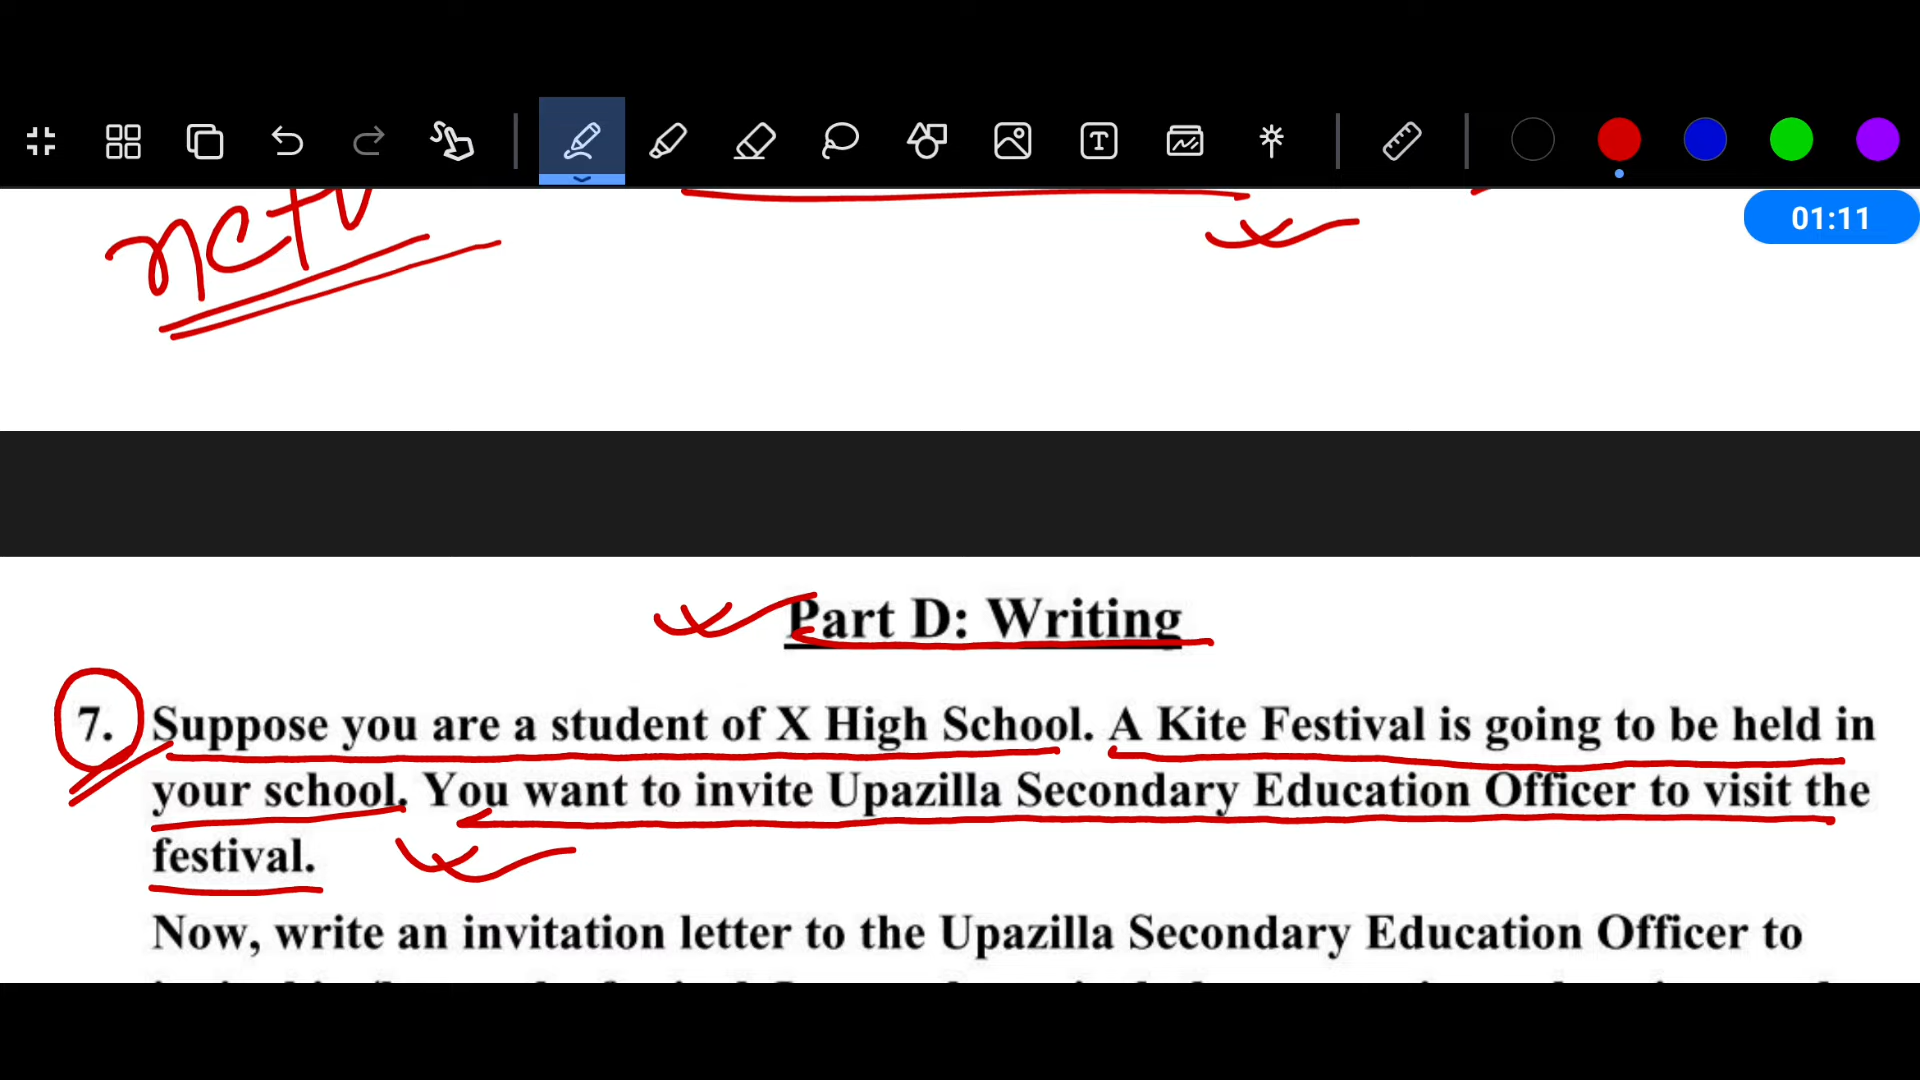 01:11
Part D: Writing
7. Suppose you are a student of X High School. A Kite Festival is going to be held in
your school. You want to invite Upazilla Secondary Education Officer to visit the
festival.
Now, write an invitation letter to the Upazilla Secondary Education Officer to